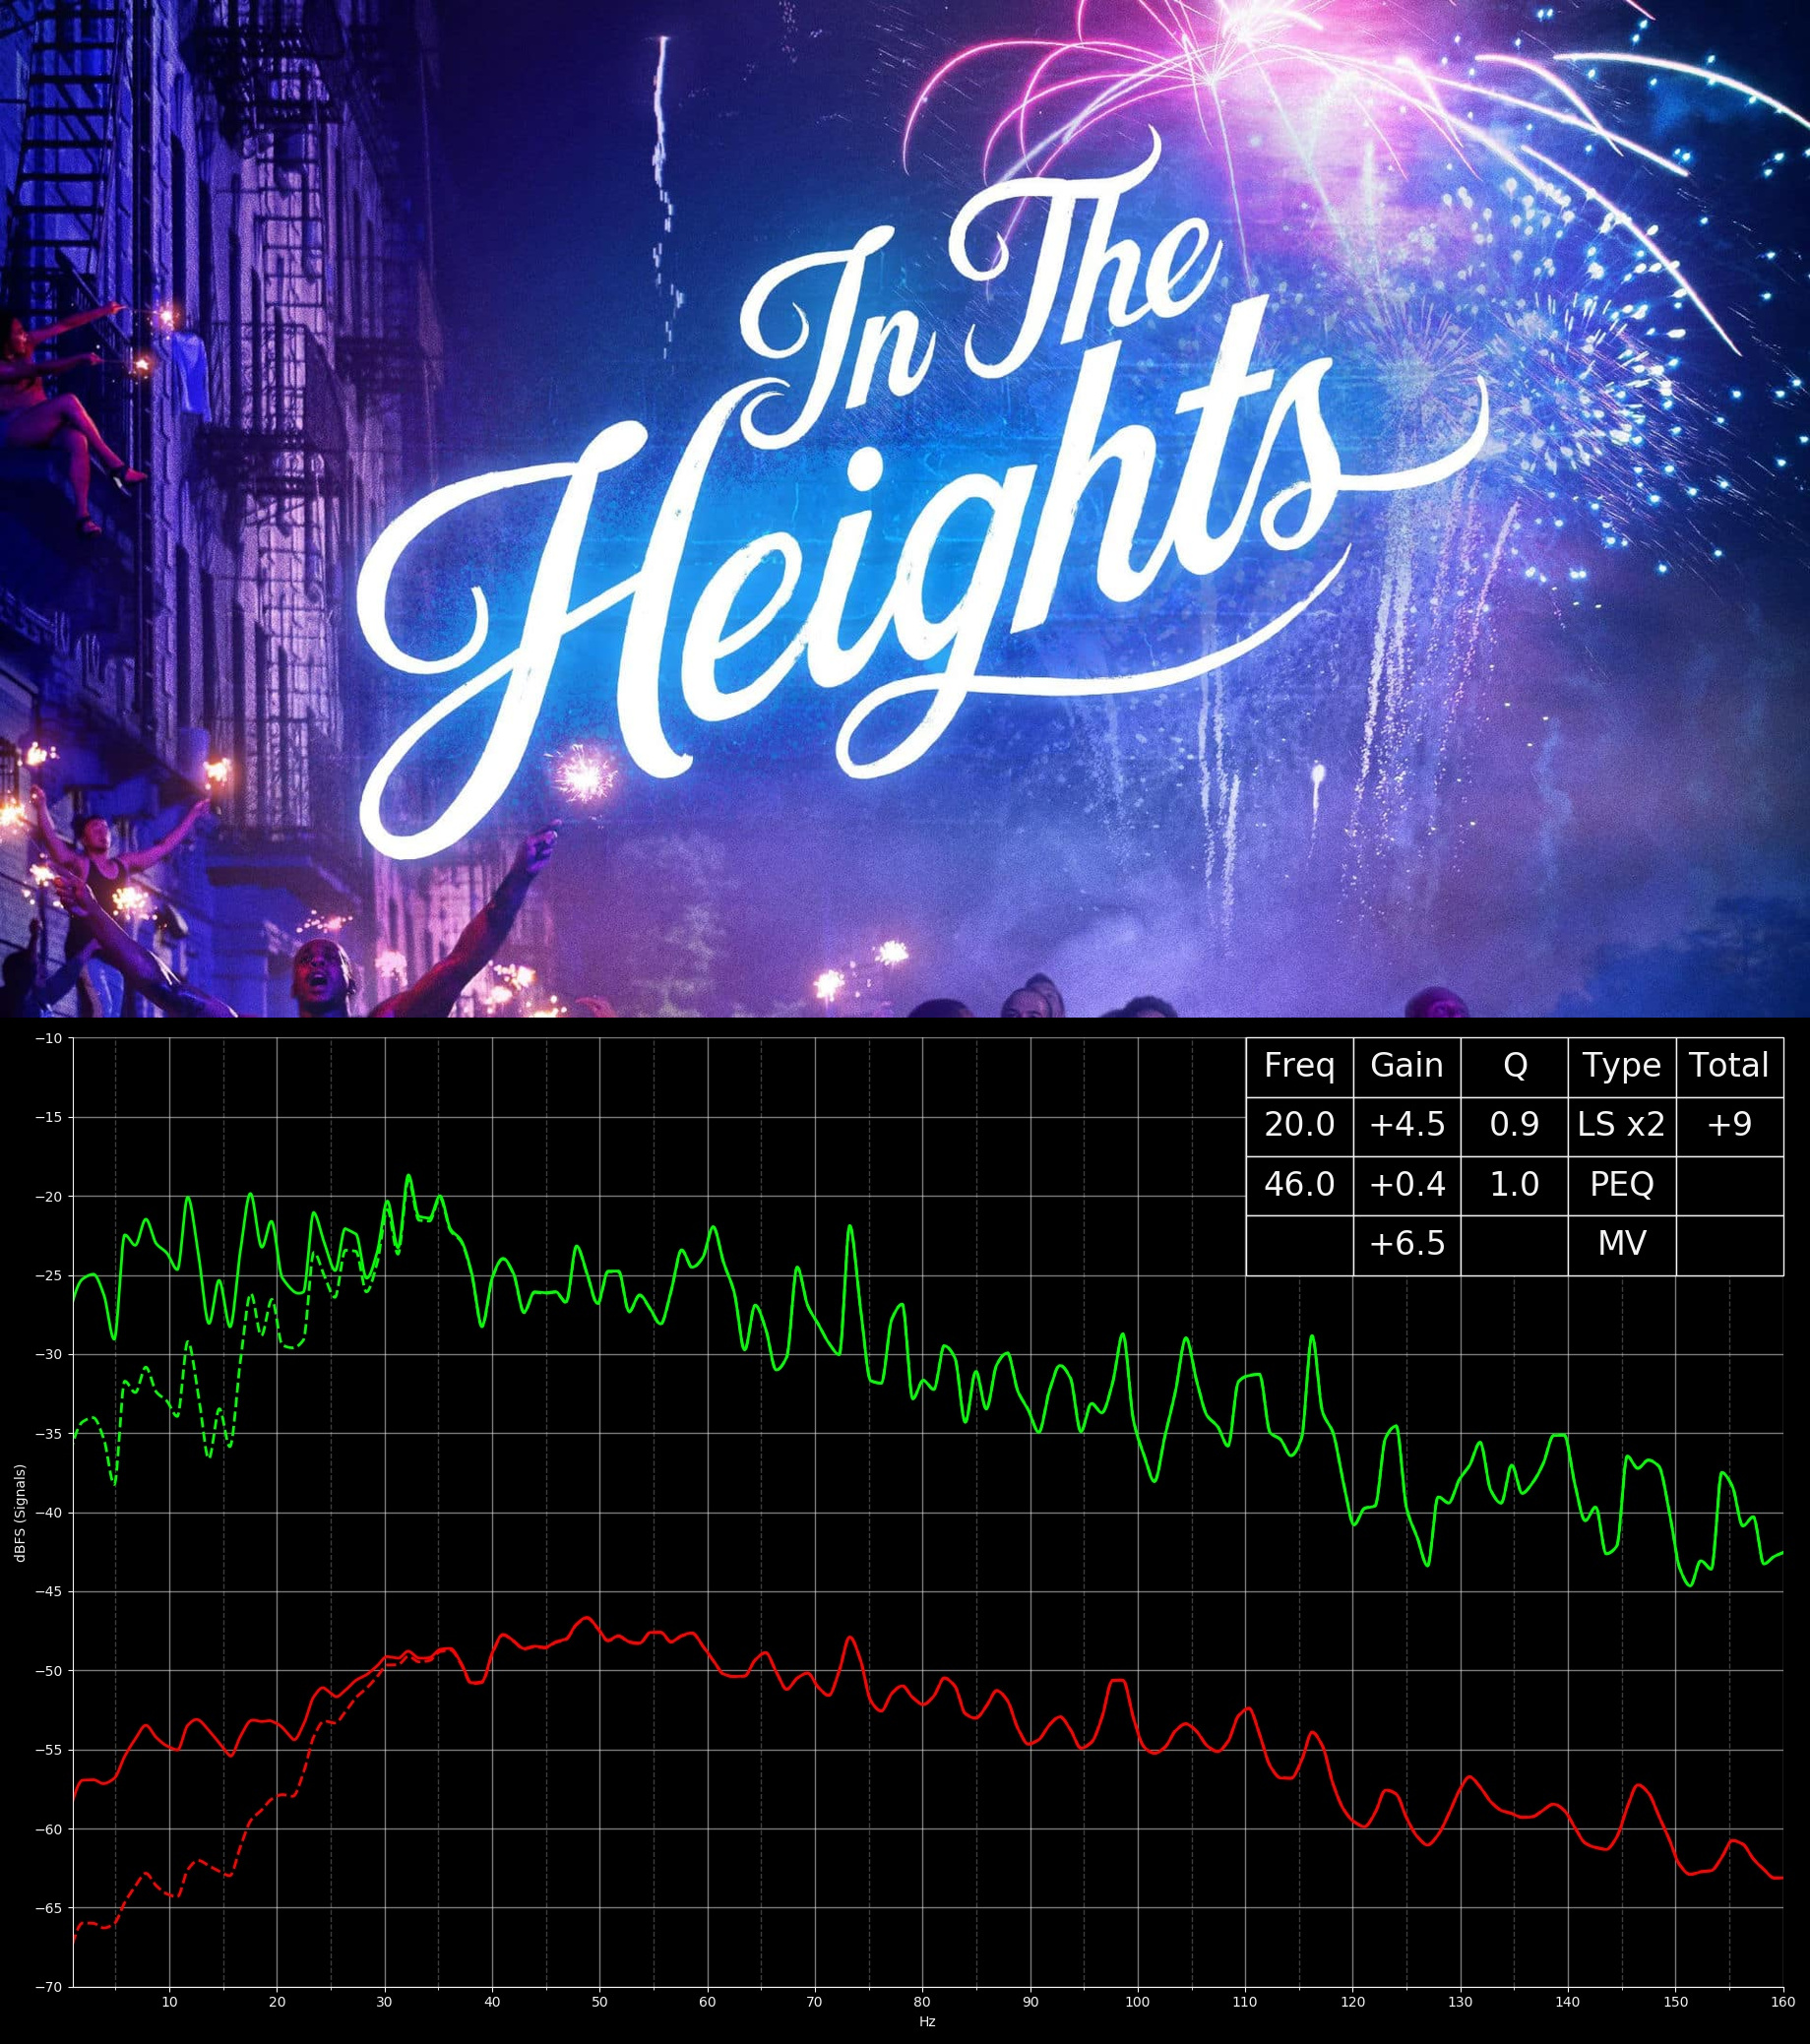 In The
Heights
Freq Gain Q Type Total
20.0 +4.5 0.9 LS x2 +9
46.0 +0.4 1.0 PEQ
+6.5 MV
−10
−15
−20
−25
−30
−35
−40
−45
−50
−55
−60
−65
−70
dBFS (Signals)
10 20 30 40 50 60 70 80 90 100 110 120 130 140 150 160
Hz